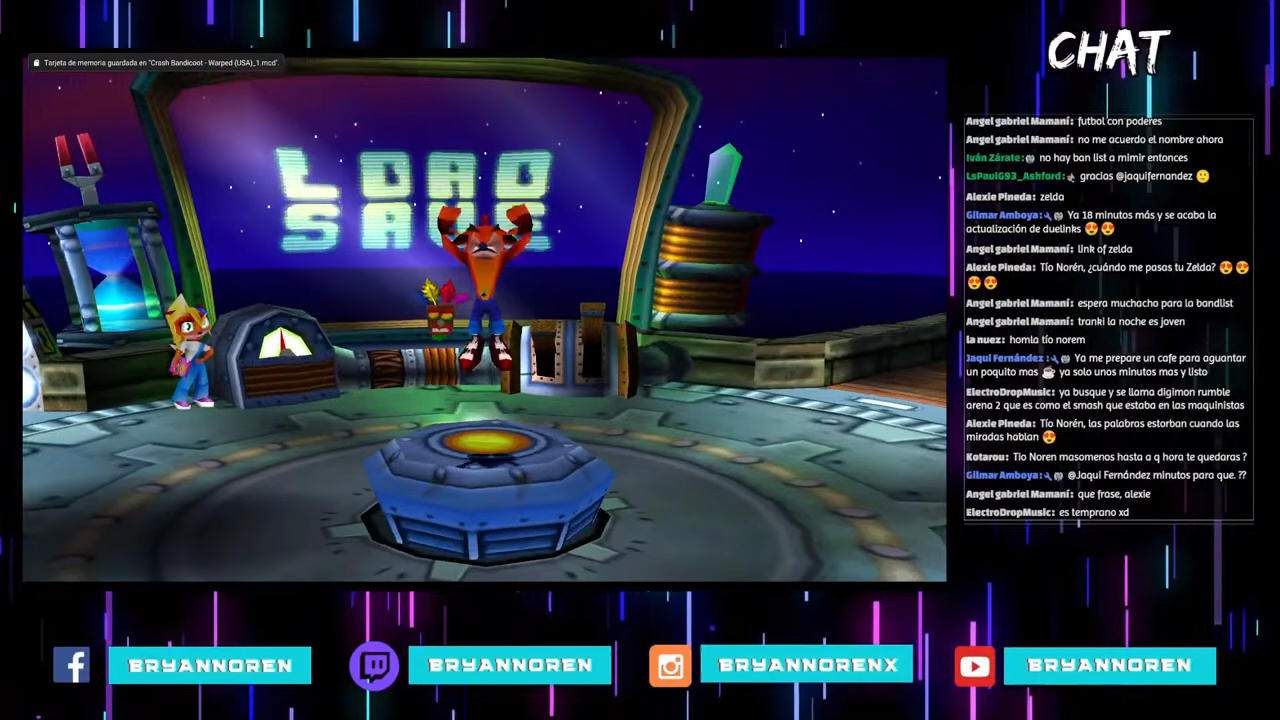 Tarjeta de memoria guardada en "Crash Bandicoot - Warped (USA)_1.mcd".
LOAD
SAVE
CHAT
Angel gabriel Mamaní: futbol con poderes
Angel gabriel Mamaní: no me acuerdo el nombre ahora
Iván Zárate: no hay ban list a mimir entonces
LsPaulG93_Ashford: gracias @jaquifernandez 🙂
Alexie Pineda: zelda
Gilmar Amboya: Ya 18 minutos más y se acaba la
actualización de duelinks 😍 😍
Angel gabriel Mamaní: link of zelda
Alexie Pineda: Tío Norén, ¿cuándo me pasas tu Zelda? 😍 😍
😍 😍
Angel gabriel Mamaní: espera muchacho para la bandlist
Angel gabriel Mamaní: tranki la noche es joven
la nuez: homla tío norem
Jaqui Fernández: Ya me prepare un cafe para aguantar
un poquito mas ☕ ya solo unos minutos mas y listo
ElectroDropMusic: ya busque y se llama digimon rumble
arena 2 que es como el smash que estaba en las maquinistas
Alexie Pineda: Tío Norén, las palabras estorban cuando las
miradas hablan 😍
Kotarou: Tio Noren masomenos hasta a q hora te quedaras ?
Gilmar Amboya: @Jaqui Fernández minutos para que. ??
Angel gabriel Mamaní: que frase, alexie
ElectroDropMusic: es temprano xd
BRYANNOREN
BRYANNOREN
BRYANNORENX
BRYANNOREN